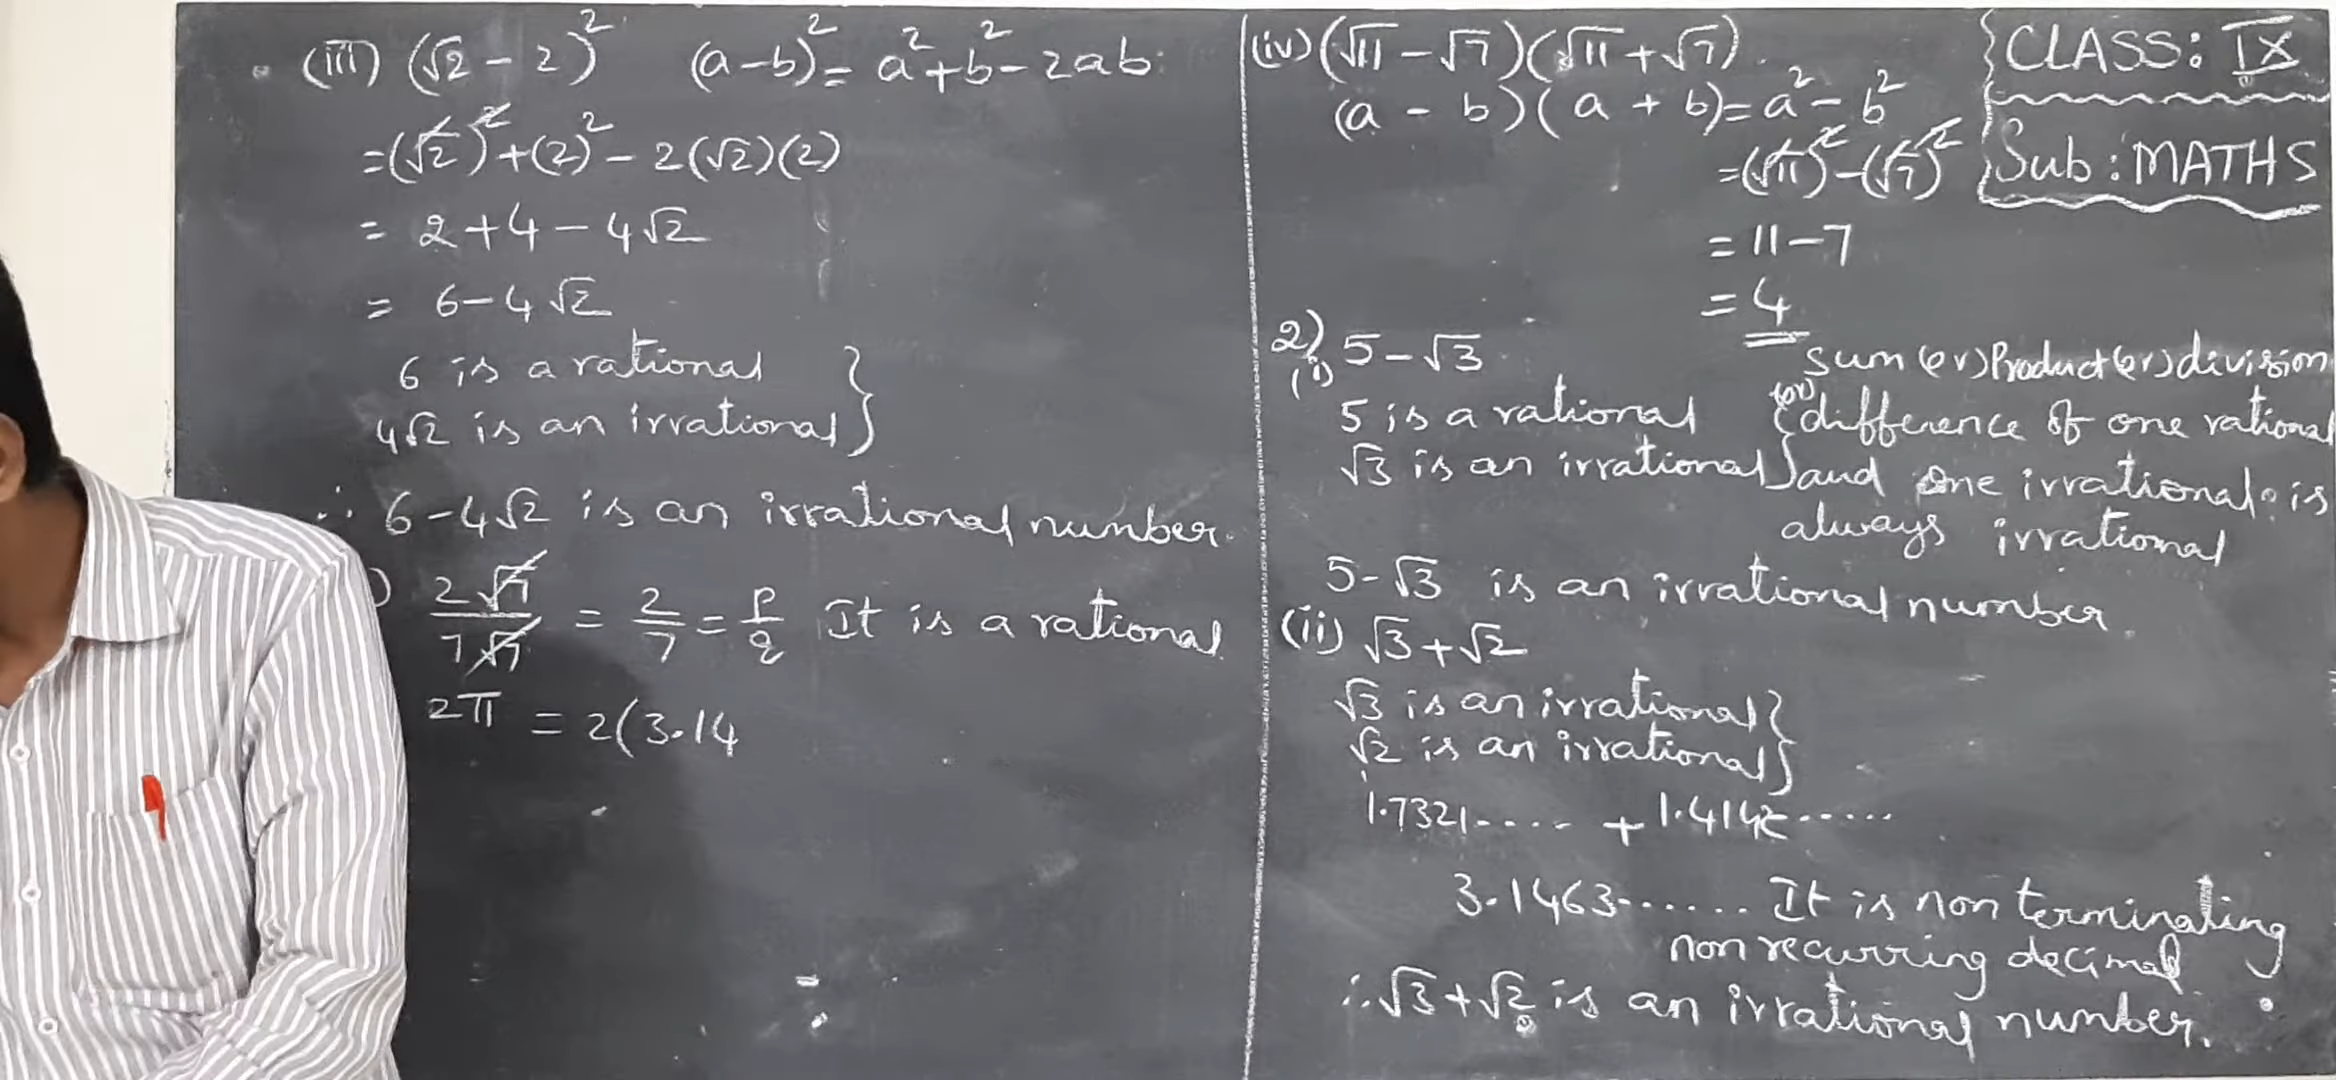 (iii) (√2 - 2)² (a-b)² = a²+b²-2ab.
=(√2)²+(2)²-2(√2)(2)
= 2+4-4√2
= 6-4√2
6 is a rational }
4√2 is an irrational }
∴ 6-4√2 is an irrational number.
) 2√7/7√7 = 2/7 = p/q It is a rational
2π = 2(3.14
(iv) (√11 - √7)(√11 + √7).
(a - b)(a + b) = a² - b²
=(√11)²-(√7)²
= 11-7
= 4
2)
(i) 5-√3
5 is a rational
√3 is an irrational }
sum (or) Product (or) division
(or) difference of one rational
and one irrational is
always irrational
5-√3 is an irrational number.
(ii) √3+√2
√3 is an irrational }
√2 is an irrational }
1.7321.... + 1.4142......
3.1463...... It is non terminating
non recurring decimal
∴ √3+√2 is an irrational number.
CLASS: IX
Sub: MATHS